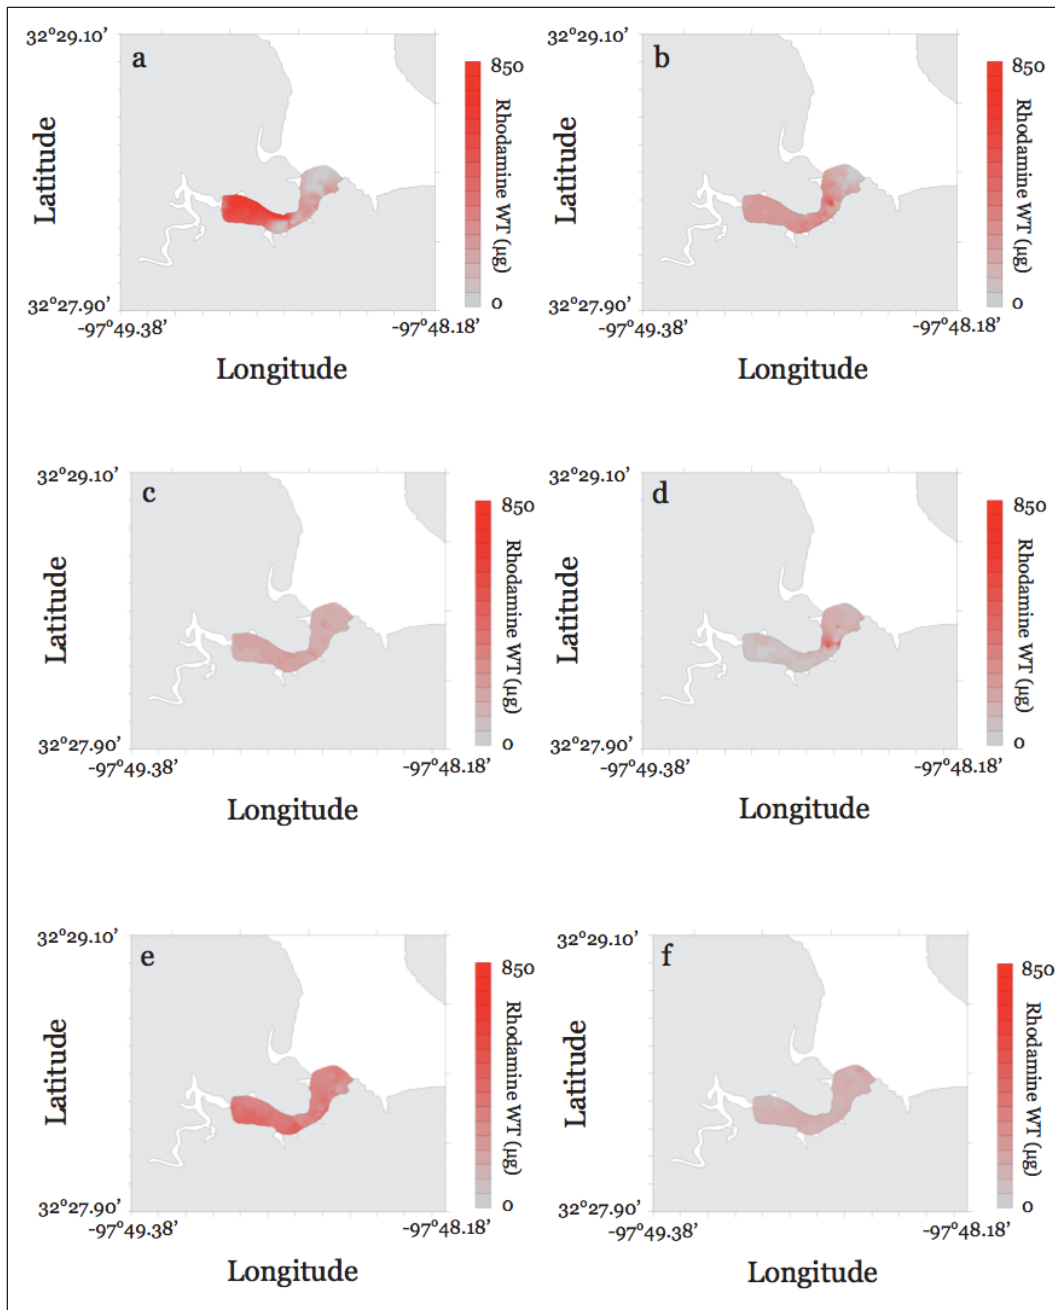 32°29.10'
a
850
Rhodamine WT (µg)
0
Latitude
32°27.90'
-97°49.38'
-97°48.18'
Longitude
32°29.10'
b
850
Rhodamine WT (µg)
0
Latitude
32°27.90'
-97°49.38'
-97°48.18'
Longitude
32°29.10'
c
850
Rhodamine WT (µg)
0
Latitude
32°27.90'
-97°49.38'
-97°48.18'
Longitude
32°29.10'
d
850
Rhodamine WT (µg)
0
Latitude
32°27.90'
-97°49.38'
-97°48.18'
Longitude
32°29.10'
e
850
Rhodamine WT (µg)
0
Latitude
32°27.90'
-97°49.38'
-97°48.18'
Longitude
32°29.10'
f
850
Rhodamine WT (µg)
0
Latitude
32°27.90'
-97°49.38'
-97°48.18'
Longitude